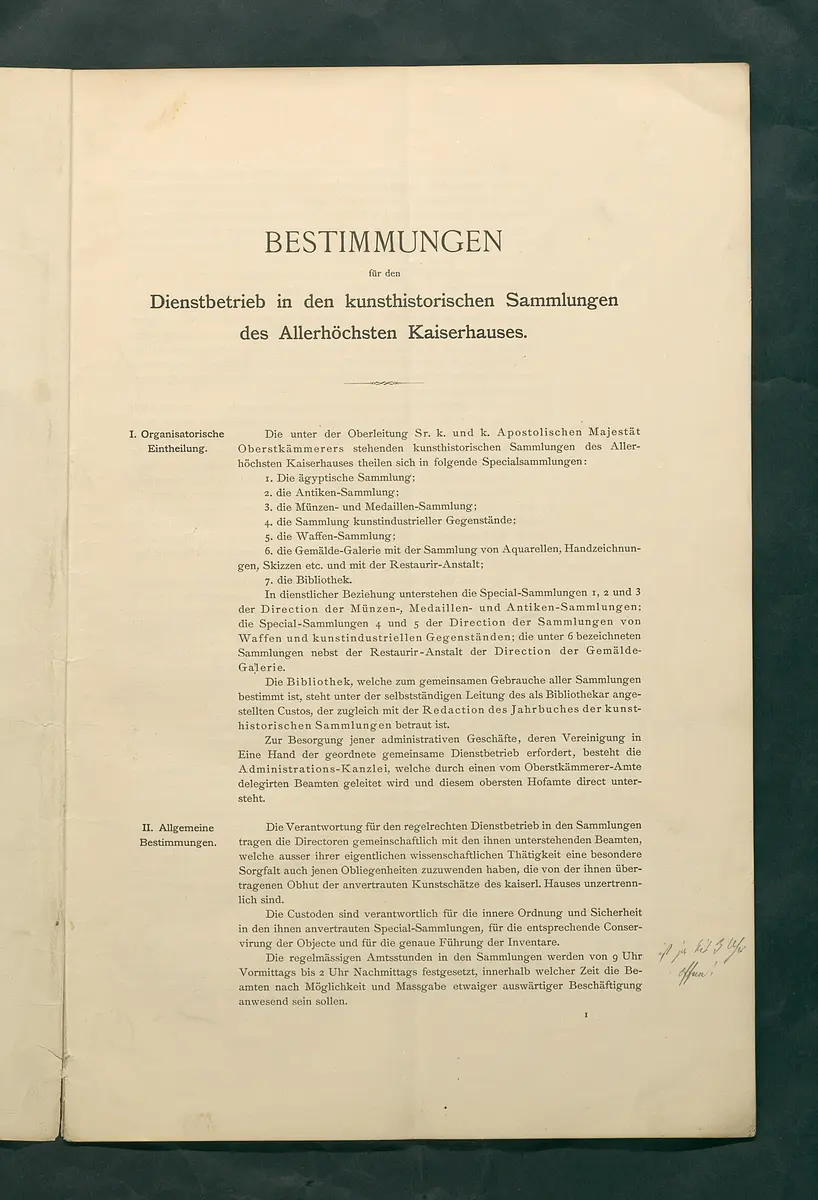 BESTIMMUNGEN
für den
Dienstbetrieb in den kunsthistorischen Sammlungen
des Allerhöchsten Kaiserhauses.
I. Organisatorische
Eintheilung.
Die unter der Oberleitung Sr. k. und k. Apostolischen Majestät
Oberstkämmerers stehenden kunsthistorischen Sammlungen des Aller-
höchsten Kaiserhauses theilen sich in folgende Specialsammlungen:
1. Die ägyptische Sammlung;
2. die Antiken-Sammlung;
3. die Münzen- und Medaillen-Sammlung;
4. die Sammlung kunstindustrieller Gegenstände;
5. die Waffen-Sammlung;
6. die Gemälde-Galerie mit der Sammlung von Aquarellen, Handzeichnun-
gen, Skizzen etc. und mit der Restaurir-Anstalt;
7. die Bibliothek.
In dienstlicher Beziehung unterstehen die Special-Sammlungen 1, 2 und 3
der Direction der Münzen-, Medaillen- und Antiken-Sammlungen;
die Special-Sammlungen 4 und 5 der Direction der Sammlungen von
Waffen und kunstindustriellen Gegenständen; die unter 6 bezeichneten
Sammlungen nebst der Restaurir-Anstalt der Direction der Gemälde-
Galerie.
Die Bibliothek, welche zum gemeinsamen Gebrauche aller Sammlungen
bestimmt ist, steht unter der selbstständigen Leitung des als Bibliothekar ange-
stellten Custos, der zugleich mit der Redaction des Jahrbuches der kunst-
historischen Sammlungen betraut ist.
Zur Besorgung jener administrativen Geschäfte, deren Vereinigung in
Eine Hand der geordnete gemeinsame Dienstbetrieb erfordert, besteht die
Administrations-Kanzlei, welche durch einen vom Oberstkämmerer-Amte
delegirten Beamten geleitet wird und diesem obersten Hofamte direct unter-
steht.
II. Allgemeine
Bestimmungen.
Die Verantwortung für den regelrechten Dienstbetrieb in den Sammlungen
tragen die Directoren gemeinschaftlich mit den ihnen unterstehenden Beamten,
welche ausser ihrer eigentlichen wissenschaftlichen Thätigkeit eine besondere
Sorgfalt auch jenen Obliegenheiten zuzuwenden haben, die von der ihnen über-
tragenen Obhut der anvertrauten Kunstschätze des kaiserl. Hauses unzertrenn-
lich sind.
Die Custoden sind verantwortlich für die innere Ordnung und Sicherheit
in den ihnen anvertrauten Special-Sammlungen, für die entsprechende Conser-
virung der Objecte und für die genaue Führung der Inventare.
Die regelmässigen Amtsstunden in den Sammlungen werden von 9 Uhr
Vormittags bis 2 Uhr Nachmittags festgesetzt, innerhalb welcher Zeit die Be-
amten nach Möglichkeit und Massgabe etwaiger auswärtiger Beschäftigung
anwesend sein sollen.
ist ja bis 3 Uhr
offen!
1